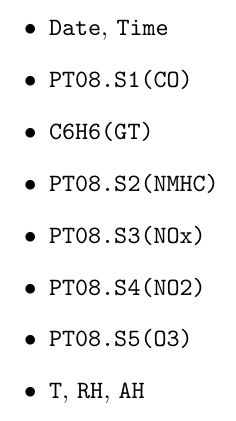 • Date, Time
• PT08.S1(CO)
• C6H6(GT)
• PT08.S2(NMHC)
• PT08.S3(NOx)
• PT08.S4(NO2)
• PT08.S5(O3)
• T, RH, AH